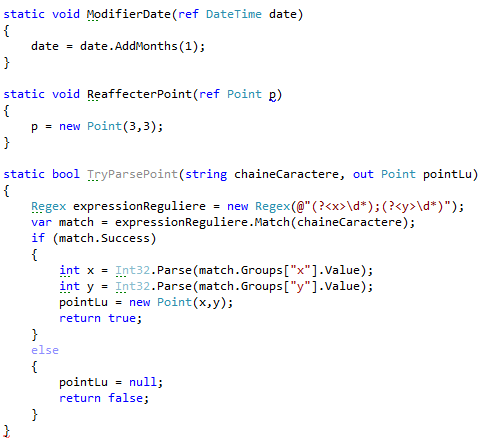 static void ModifierDate(ref DateTime date)
{
    date = date.AddMonths(1);
}

static void ReaffecterPoint(ref Point p)
{
    p = new Point(3,3);
}

static bool TryParsePoint(string chaineCaractere, out Point pointLu)
{
    Regex expressionReguliere = new Regex(@"(?<x>\d*);(?<y>\d*)");
    var match = expressionReguliere.Match(chaineCaractere);
    if (match.Success)
    {
        int x = Int32.Parse(match.Groups["x"].Value);
        int y = Int32.Parse(match.Groups["y"].Value);
        pointLu = new Point(x,y);
        return true;
    }
    else
    {
        pointLu = null;
        return false;
    }
}